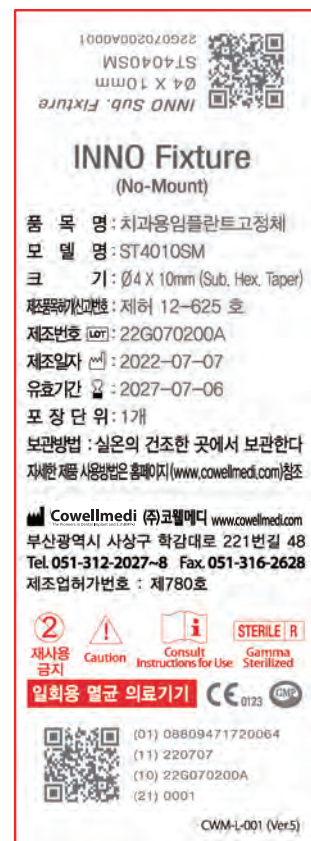 INNO Sub. Fixture
Ø4 X 10mm
22G070200A0001
INNO Fixture
(No-Mount)
품 목 명 : 치과용임플란트고정체
모 델 명 : ST4010SM
크 기 : Ø4 X 10mm (Sub. Hex. Taper)
제조품목허가(신고)번호 : 제허 12-625 호
제조번호 LOT : 22G070200A
제조일자 : 2022-07-07
유효기간 : 2027-07-06
포 장 단 위 : 1개
보관방법 : 실온의 건조한 곳에서 보관한다
자세한 제품 사용방법은 홈페이지(www.cowellmedi.com)참조
Cowellmedi (주)코웰메디 www.cowellmedi.com
부산광역시 사상구 학감대로 221번길 48
Tel. 051-312-2027~8 Fax. 051-316-2628
제조업허가번호 : 제780호
2 i STERILE R
재사용 금지 Caution Consult Instructions for Use Gamma Sterilized
일회용 멸균 의료기기 CE 0123 GMP
(01) 08809471720064
(11) 220707
(10) 22G070200A
(21) 0001
CWM-L-001 (Ver.5)